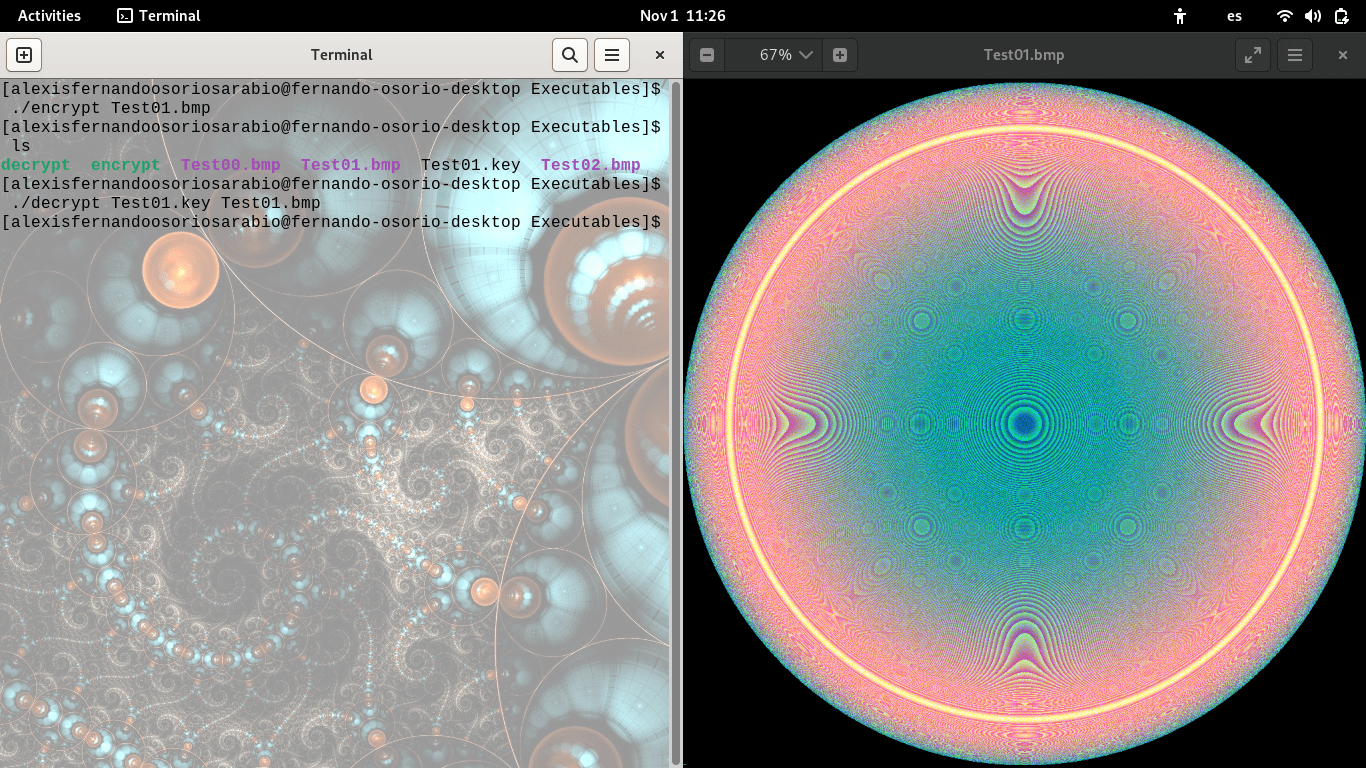 Activities Terminal Nov 1 11:26 es
Terminal
67% Test01.bmp
[alexisfernandoosoriosarabio@fernando-osorio-desktop Executables]$
./encrypt Test01.bmp
[alexisfernandoosoriosarabio@fernando-osorio-desktop Executables]$
ls
decrypt encrypt Test00.bmp Test01.bmp Test01.key Test02.bmp
[alexisfernandoosoriosarabio@fernando-osorio-desktop Executables]$
./decrypt Test01.key Test01.bmp
[alexisfernandoosoriosarabio@fernando-osorio-desktop Executables]$